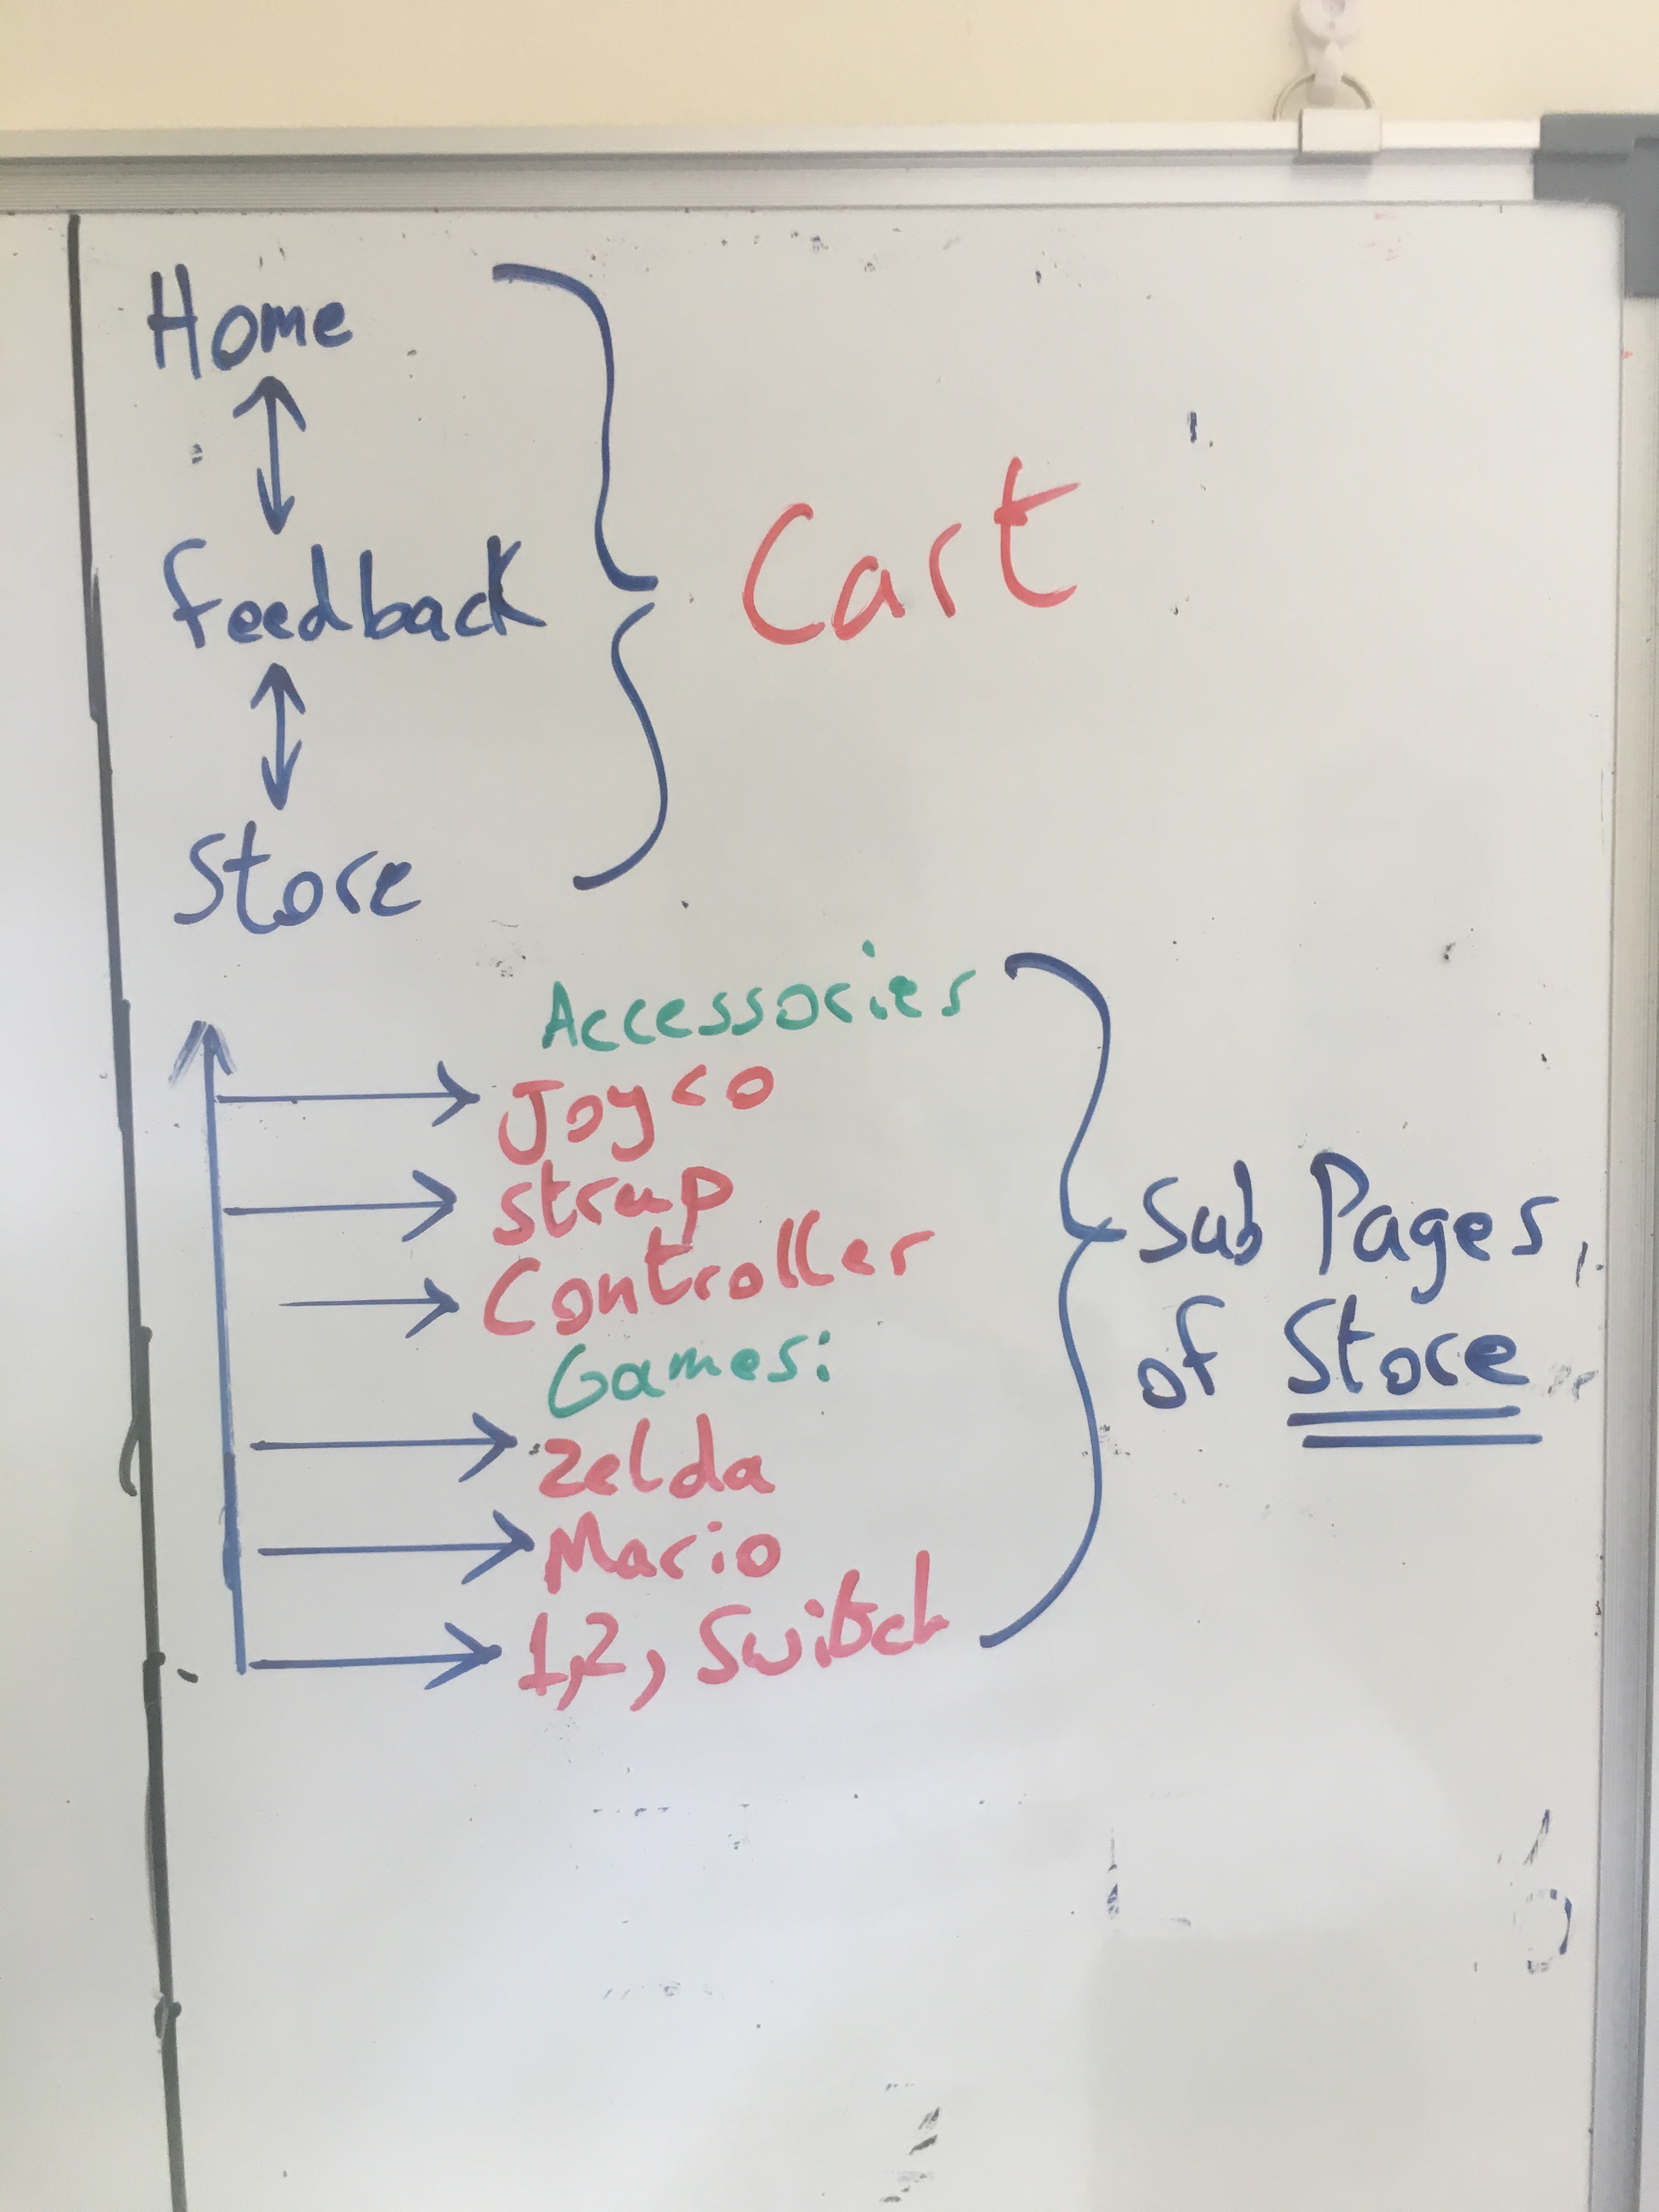 Home
feedback
Cart
Store
Accessories
Joyco
strap
Controller
Games:
Zelda
Mario
1,2, Switch
Sub Pages
of Store